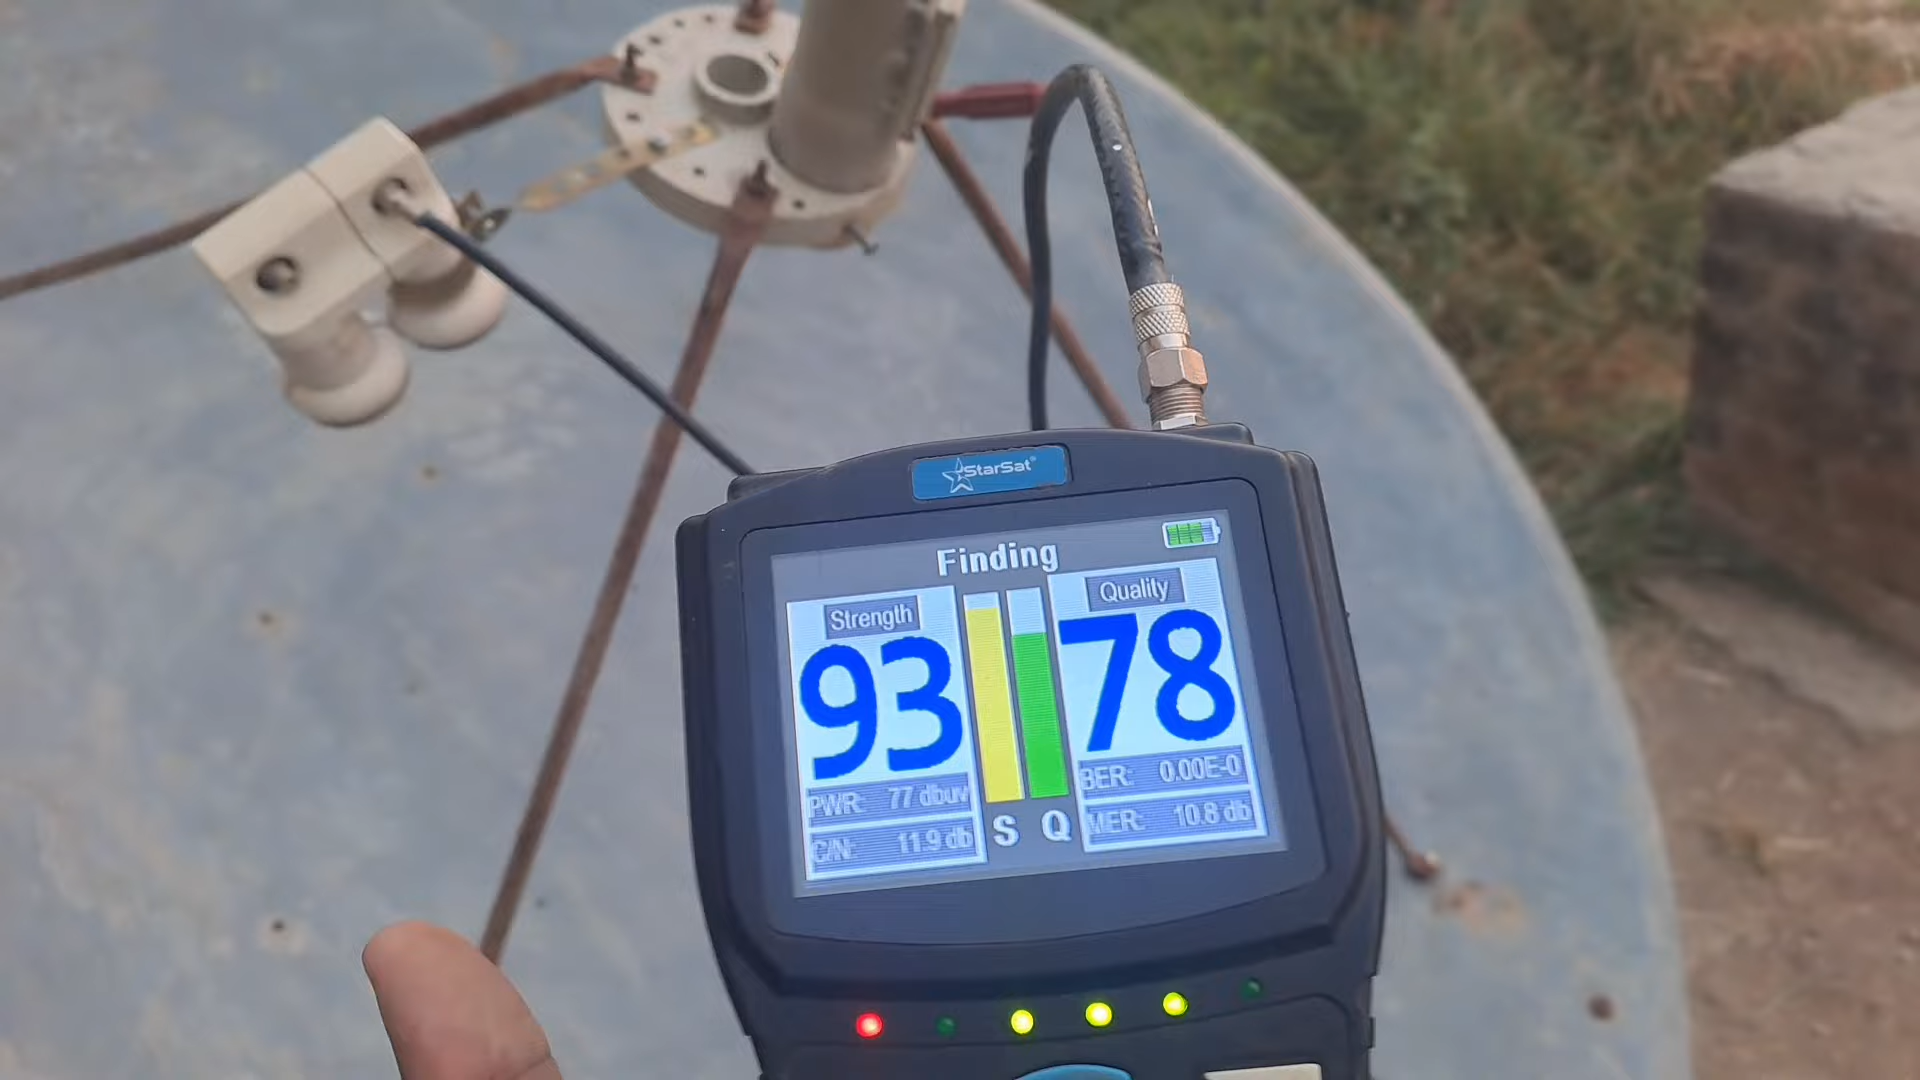 StarSat
Finding
Strength
93
PWR: 77 dbuv
C/N: 11.9 db
S Q
Quality
78
BER: 0.00E-0
MER: 10.8 db